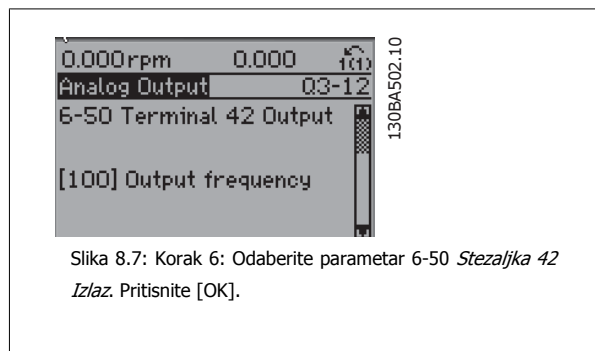 0.000rpm 0.000 1(1)
Analog Output 03-12
6-50 Terminal 42 Output
[100] Output frequency
130BA502.10
Slika 8.7: Korak 6: Odaberite parametar 6-50 Stezaljka 42
Izlaz. Pritisnite [OK].